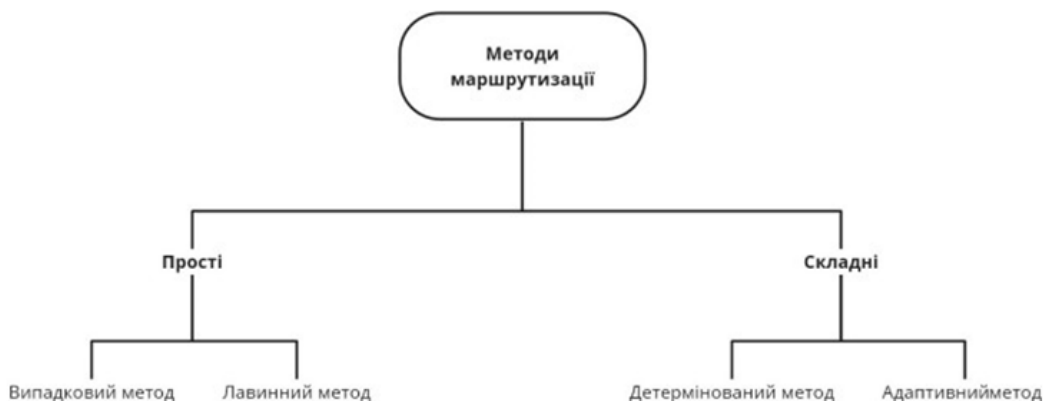 Методи
маршрутизації
Прості
Складні
Випадковий метод
Лавинний метод
Детермінований метод
Адаптивнийметод